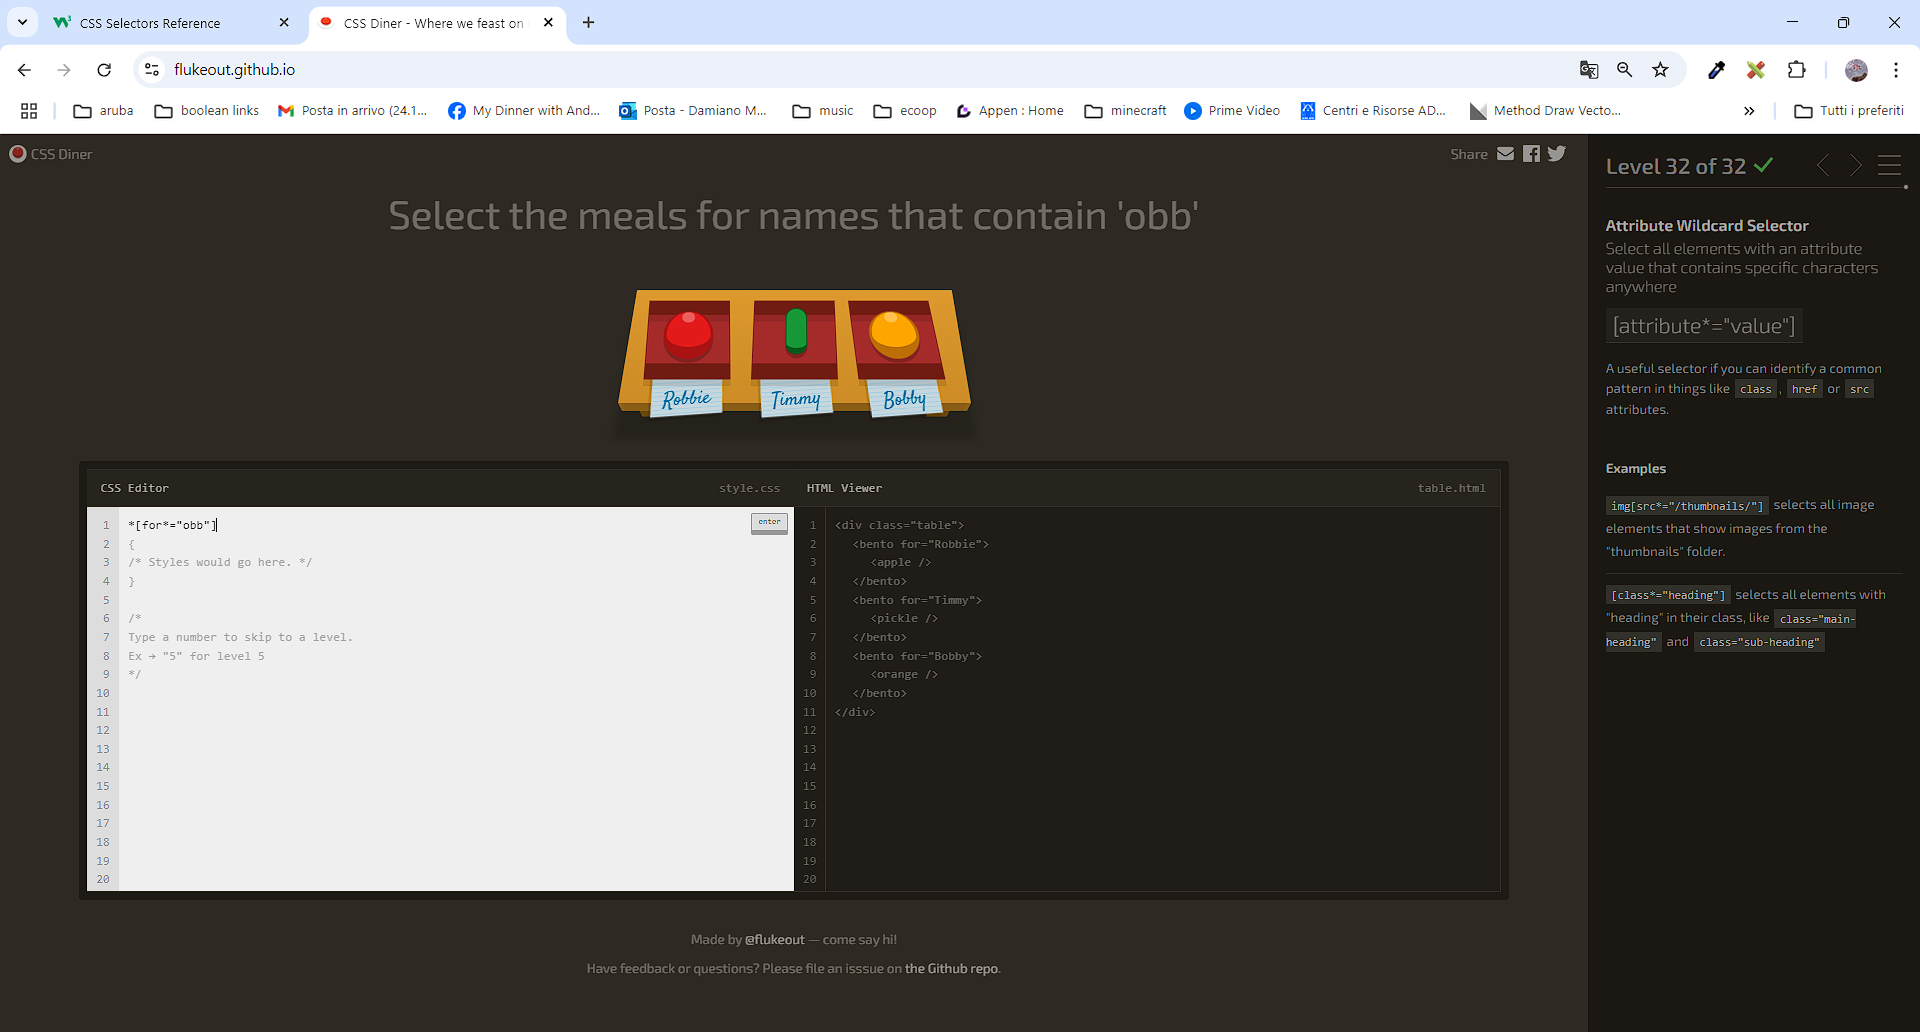 CSS Selectors Reference
CSS Diner - Where we feast on
flukeout.github.io
aruba
boolean links
Posta in arrivo (24.1...
My Dinner with And...
Posta - Damiano M...
music
ecoop
Appen : Home
minecraft
Prime Video
Centri e Risorse AD...
Method Draw Vecto...
Tutti i preferiti
CSS Diner
Share
Select the meals for names that contain 'obb'
Robbie
Timmy
Bobby
CSS Editor
style.css
1 *[for*="obb"]
enter
2 {
3 /* Styles would go here. */
4 }
5
6 /*
7 Type a number to skip to a level.
8 Ex → "5" for level 5
9 */
10
11
12
13
14
15
16
17
18
19
20
HTML Viewer
table.html
1 <div class="table">
2 <bento for="Robbie">
3 <apple />
4 </bento>
5 <bento for="Timmy">
6 <pickle />
7 </bento>
8 <bento for="Bobby">
9 <orange />
10 </bento>
11 </div>
12
13
14
15
16
17
18
19
20
Made by @flukeout — come say hi!
Have feedback or questions? Please file an isssue on the Github repo.
Level 32 of 32
Attribute Wildcard Selector
Select all elements with an attribute
value that contains specific characters
anywhere
[attribute*="value"]
A useful selector if you can identify a common
pattern in things like class , href or src
attributes.
Examples
img[src*="/thumbnails/"] selects all image
elements that show images from the
"thumbnails" folder.
[class*="heading"] selects all elements with
"heading" in their class, like class="main-
heading" and class="sub-heading"